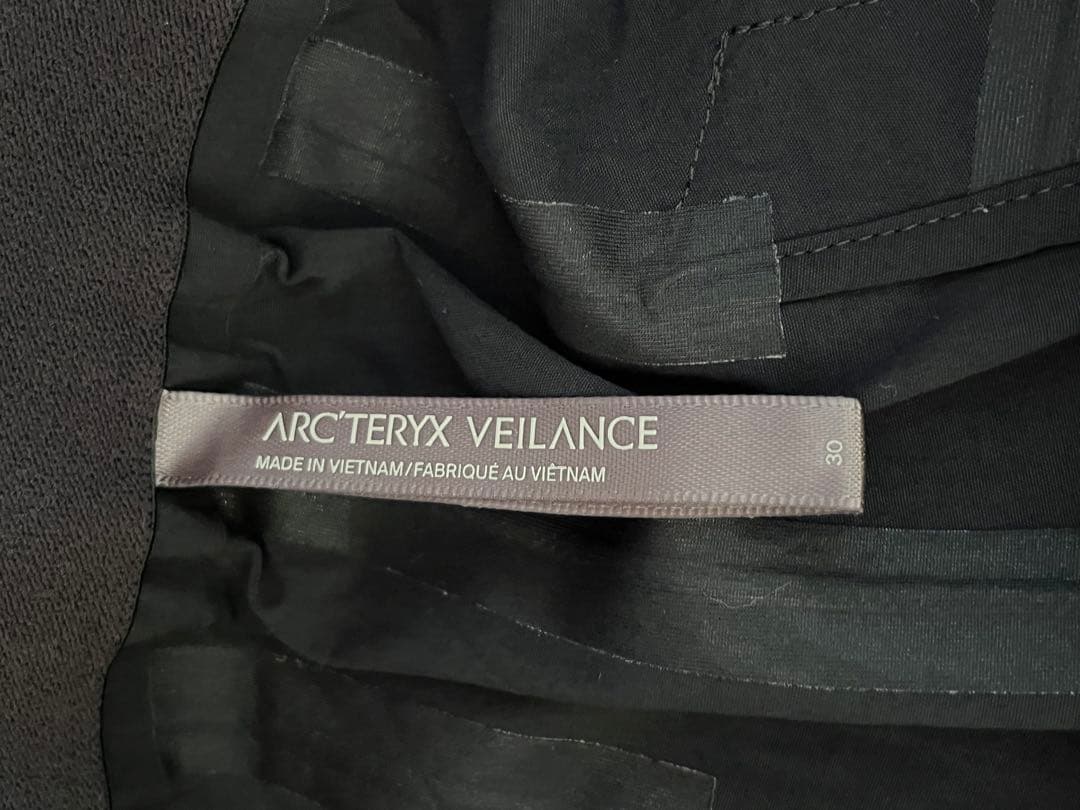 ARC'TERYX VEILANCE
MADE IN VIETNAM/FABRIQUÉ AU VIÊTNAM
30